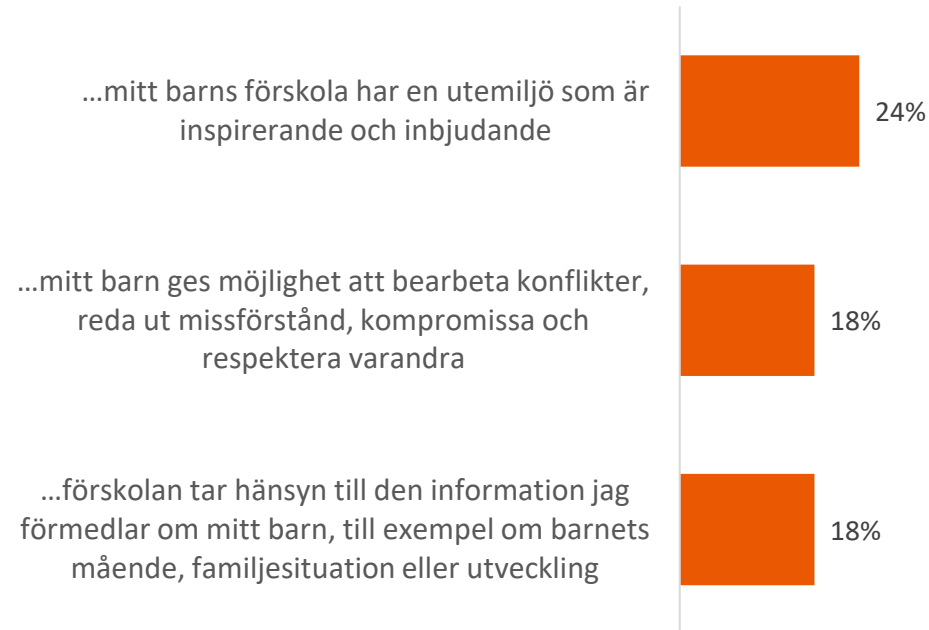 …mitt barns förskola har en utemiljö som är
inspirerande och inbjudande
24%
…mitt barn ges möjlighet att bearbeta konflikter,
reda ut missförstånd, kompromissa och
respektera varandra
18%
…förskolan tar hänsyn till den information jag
förmedlar om mitt barn, till exempel om barnets
mående, familjesituation eller utveckling
18%